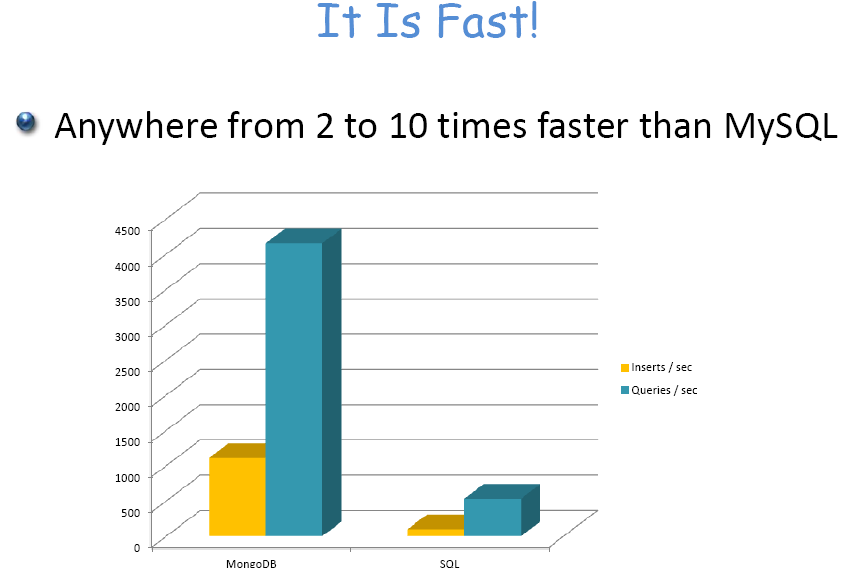 It Is Fast!
Anywhere from 2 to 10 times faster than MySQL
4500
4000
3500
3000
2500
2000
1500
1000
500
0
Inserts / sec
Queries / sec
MongoDB
SQL